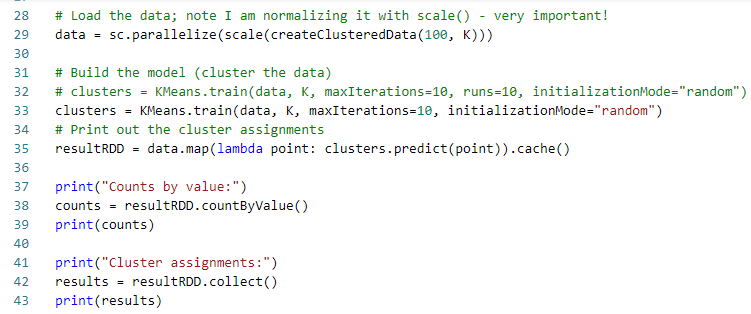 28 # Load the data; note I am normalizing it with scale() - very important!
29 data = sc.parallelize(scale(createClusteredData(100, K)))
30
31 # Build the model (cluster the data)
32 # clusters = KMeans.train(data, K, maxIterations=10, runs=10, initializationMode="random")
33 clusters = KMeans.train(data, K, maxIterations=10, initializationMode="random")
34 # Print out the cluster assignments
35 resultRDD = data.map(lambda point: clusters.predict(point)).cache()
36
37 print("Counts by value:")
38 counts = resultRDD.countByValue()
39 print(counts)
40
41 print("Cluster assignments:")
42 results = resultRDD.collect()
43 print(results)